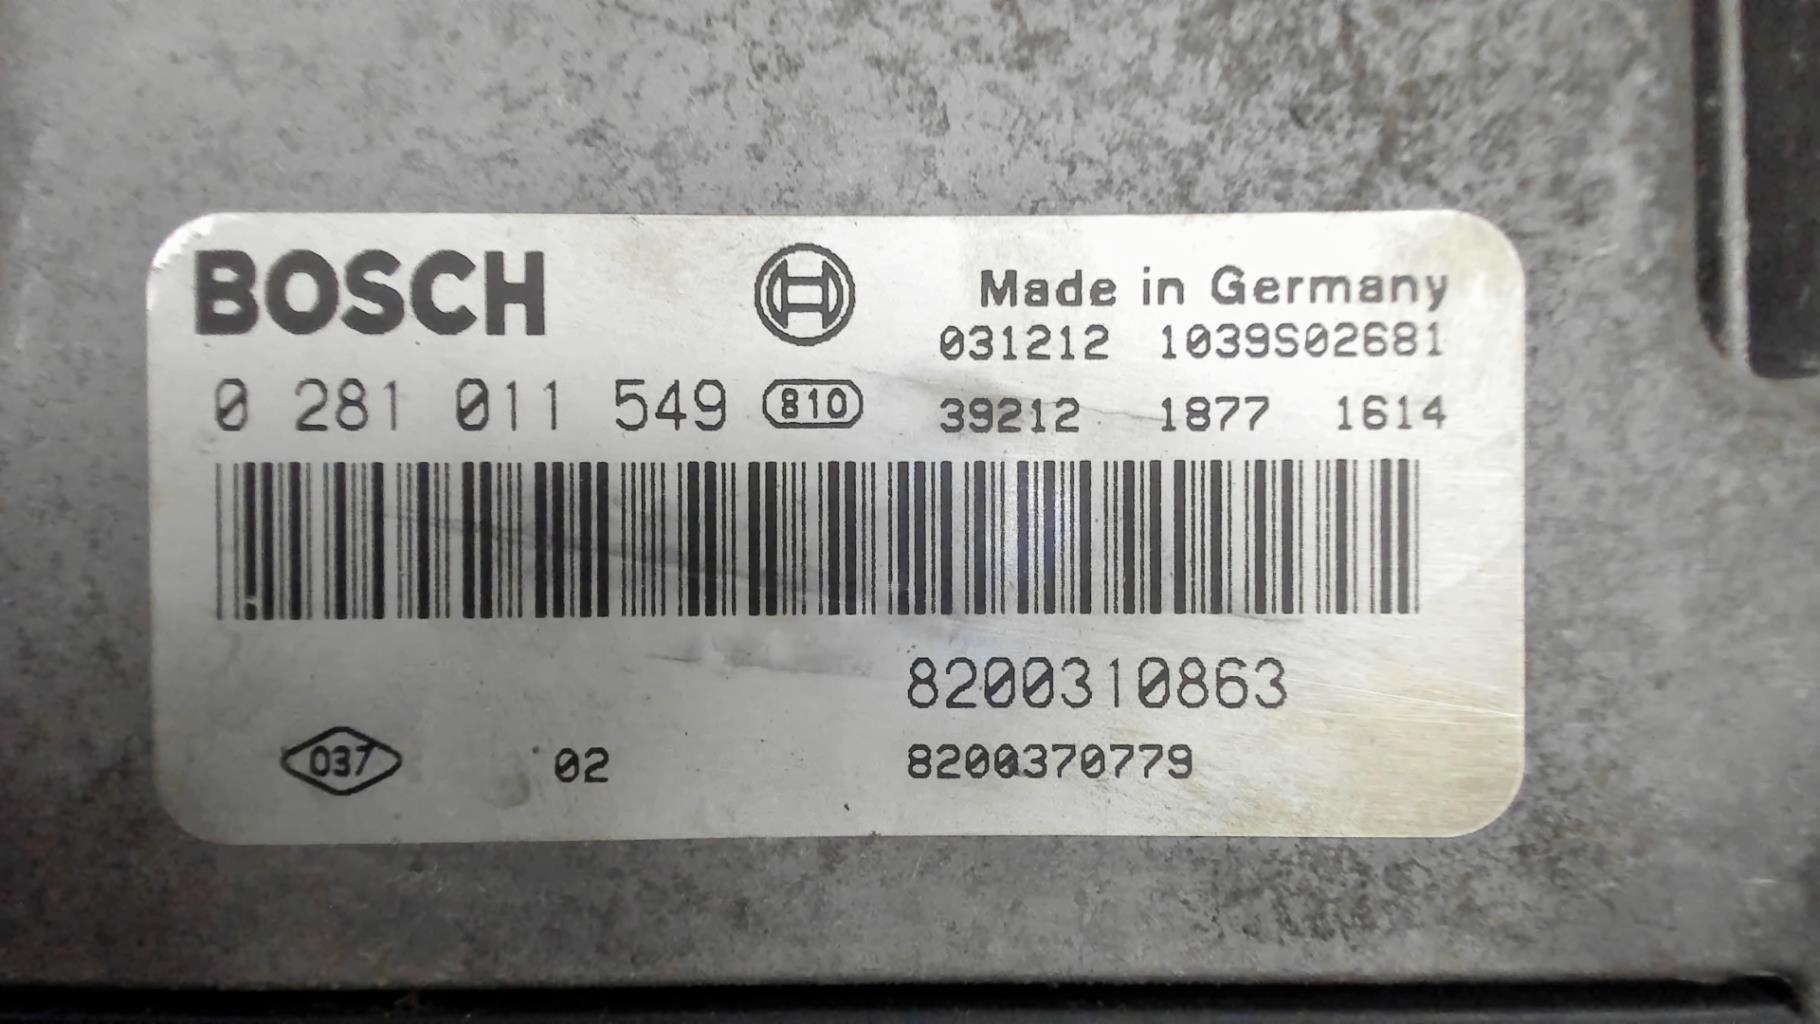 BOSCH
Made in Germany
031212 1039S02681
0 281 011 549 810 39212 1877 1614
8200310863
037 02 8200370779